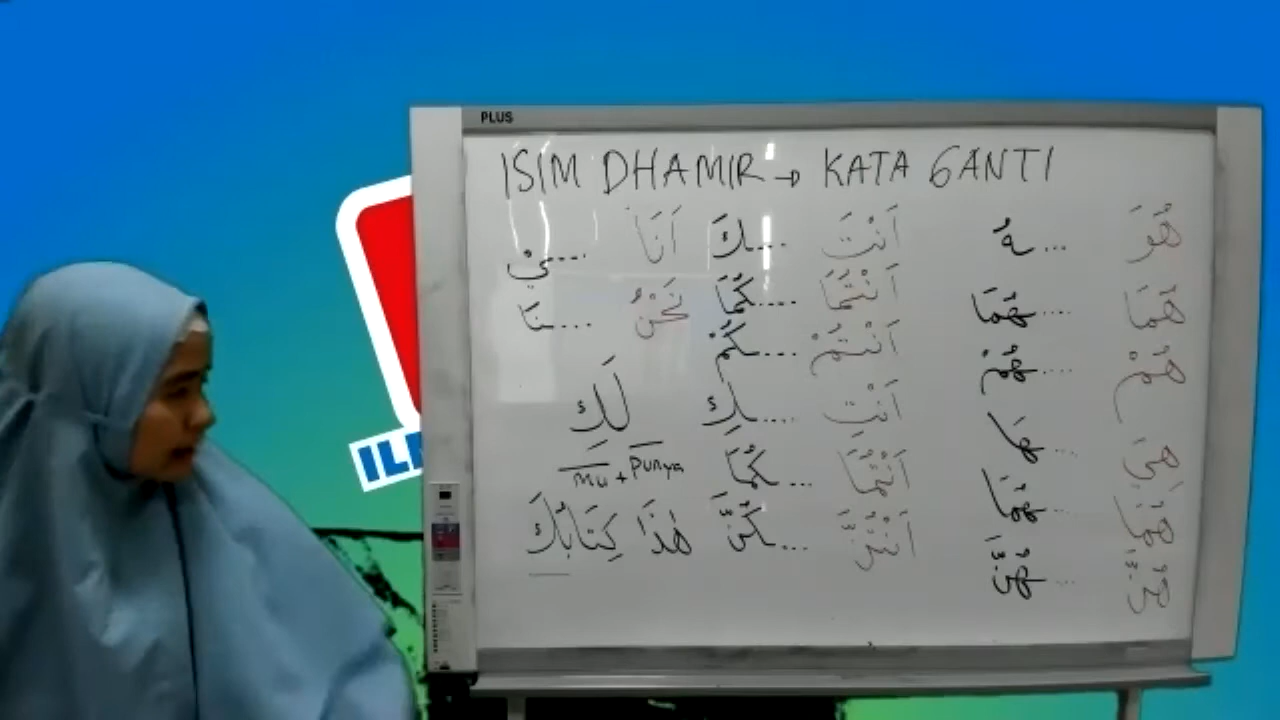 PLUS
ISIM DHAMIR → KATA GANTI
هُوَ ...هُ اَنْتَ ....كَ اَنَا ....يْ
هُمَا ....هُمَا اَنْتُمَا ....كُمَا نَحْنُ ....نَا
هُمْ ....هُمْ اَنْتُمْ ....كُمْ
هِيَ ...هَا اَنْتِ ....كِ لَكِ
هُمَا ...هُمَا اَنْتُمَا ...كُمَا mu + Punya
هُنَّ ...هُنَّ اَنْتُنَّ ...كُنَّ هٰذَا كِتَابُكَ